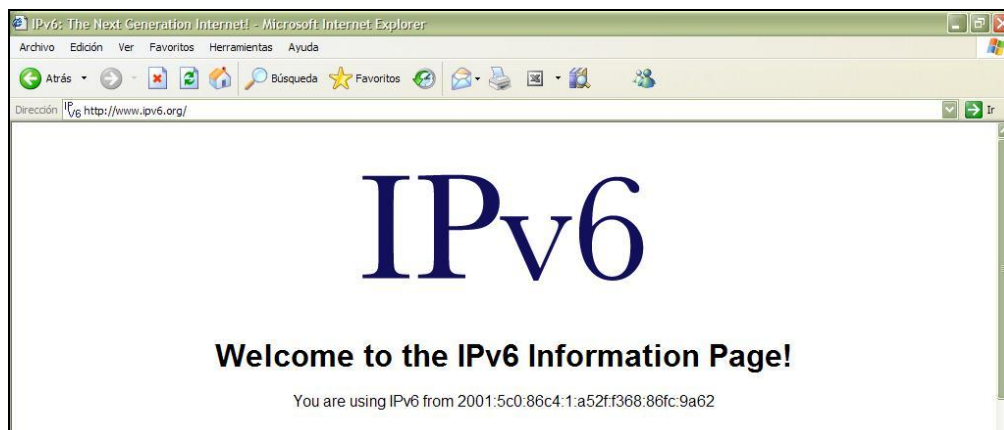 IPv6: The Next Generation Internet! - Microsoft Internet Explorer
Archivo Edición Ver Favoritos Herramientas Ayuda
Atrás Búsqueda Favoritos
Dirección IPv6 http://www.ipv6.org/ Ir
IPv6
Welcome to the IPv6 Information Page!
You are using IPv6 from 2001:5c0:86c4:1:a52f:f368:86fc:9a62